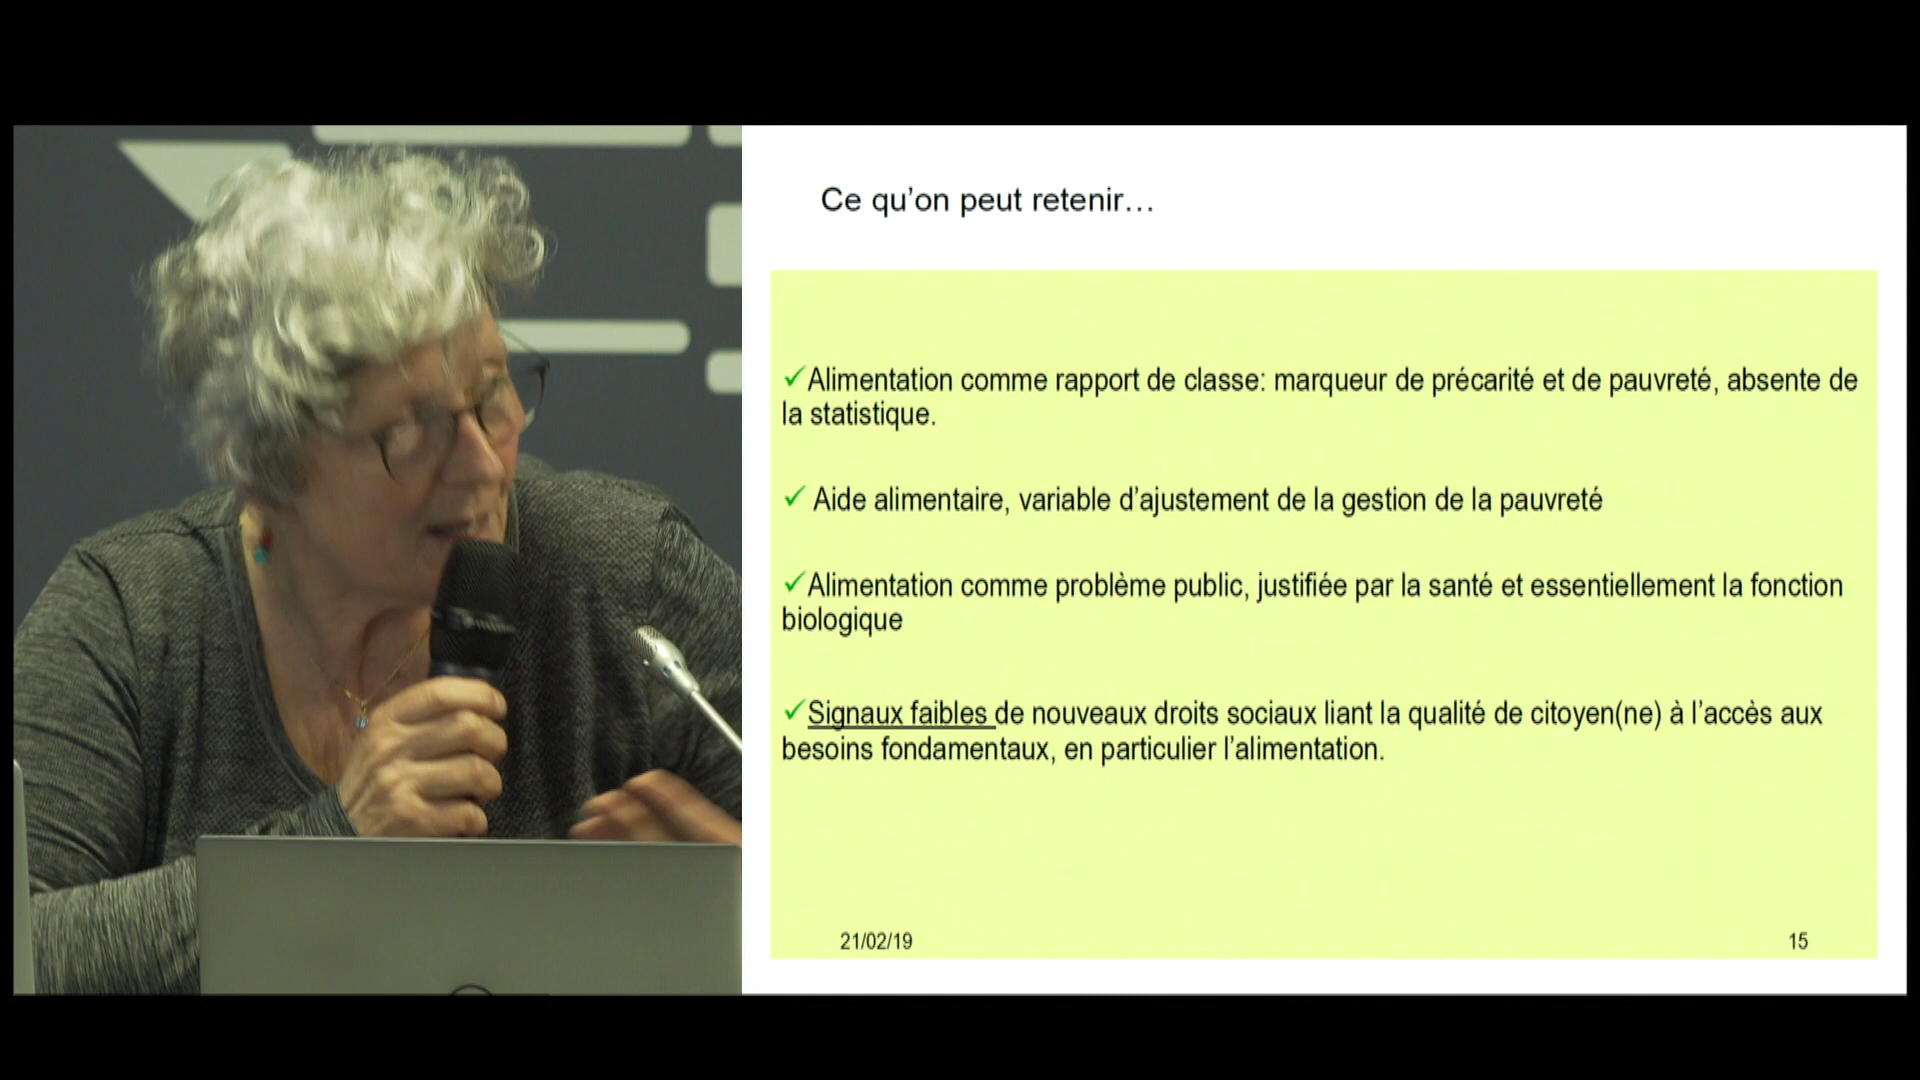 Ce qu'on peut retenir…
✓Alimentation comme rapport de classe: marqueur de précarité et de pauvreté, absente de
la statistique.
✓ Aide alimentaire, variable d'ajustement de la gestion de la pauvreté
✓Alimentation comme problème public, justifiée par la santé et essentiellement la fonction
biologique
✓Signaux faibles de nouveaux droits sociaux liant la qualité de citoyen(ne) à l'accès aux
besoins fondamentaux, en particulier l'alimentation.
21/02/19
15